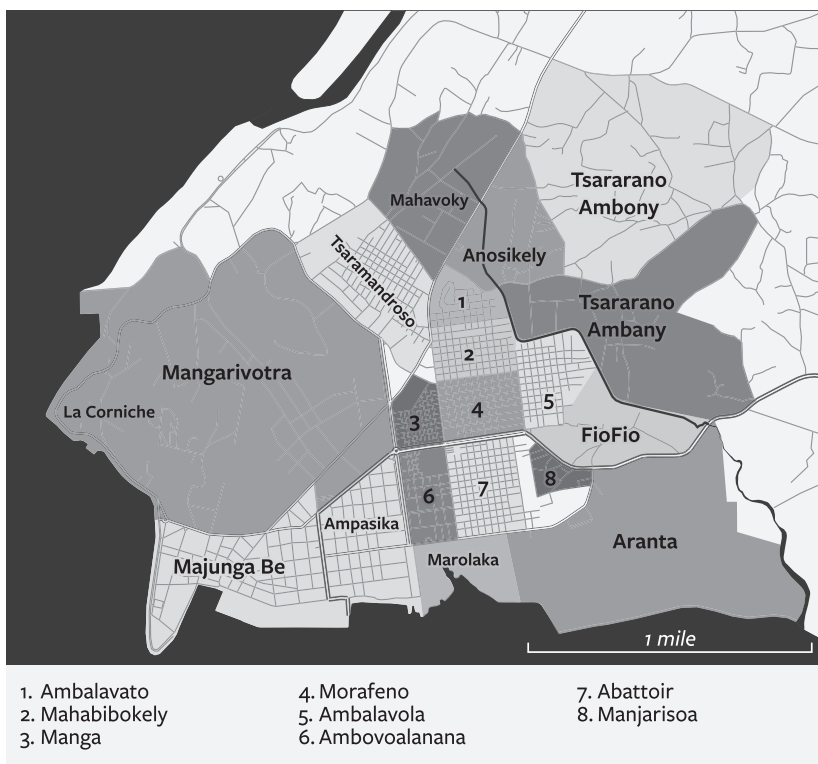 Tsararano
Ambony
Mahavoky
Anosikely
Tsaramandroso
1
Tsararano
Ambany
2
Mangarivotra
La Corniche
3
4
5
FioFio
6
7
8
Ampasika
Aranta
Majunga Be
Marolaka
1 mile
1. Ambalavato
2. Mahabibokely
3. Manga
4. Morafeno
5. Ambalavola
6. Ambovoalanana
7. Abattoir
8. Manjarisoa